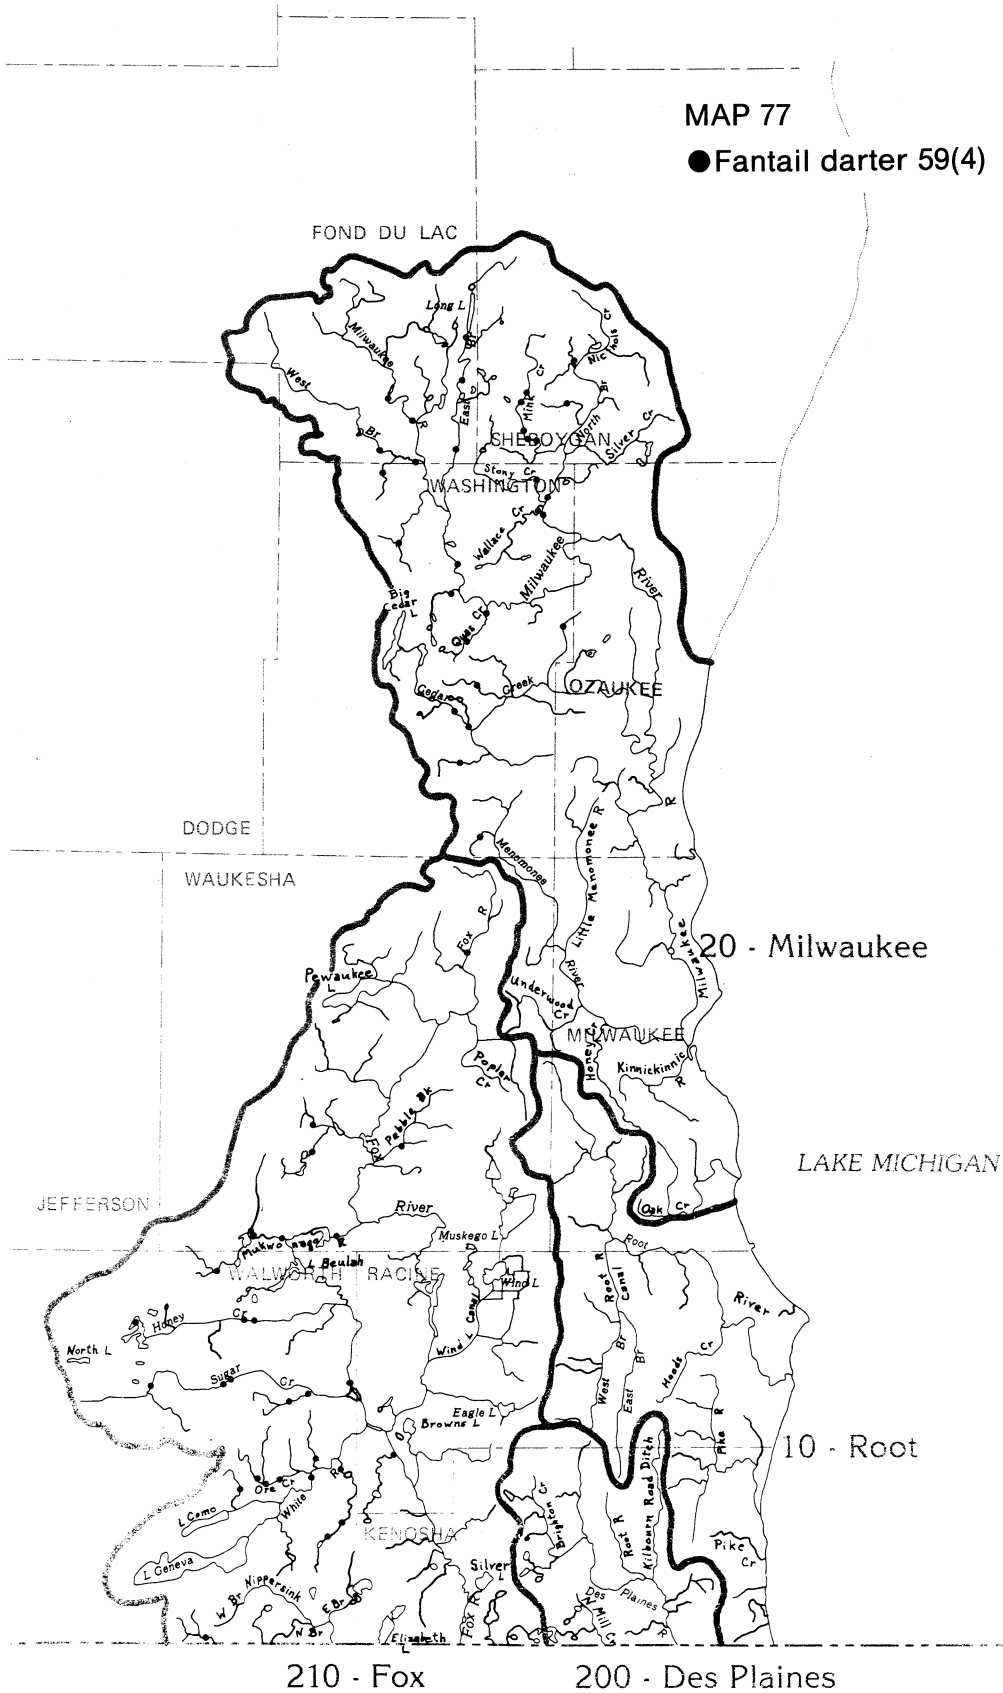 MAP 77
●Fantail darter 59(4)
FOND DU LAC
Long L
Milwaukee
R
East
Br
Nichols Cr
West
Br
Mink
Cr
North
Br
Silver Cr
SHEBOYGAN
Stony Cr
WASHINGTON
Wallace Cr
Milwaukee
River
Big
Cedar
L
Quas Cr
Cedar
Creek
OZAUKEE
DODGE
R
Menomonee
Little Menomonee R
WAUKESHA
Fox R
20 - Milwaukee
Milwaukee
Pewaukee
L
River
Underwood
Cr
MILWAUKEE
Honey Cr
Kinnickinnic
R
Poplar
Cr
Pebble Bk
Fox
LAKE MICHIGAN
JEFFERSON
Oak Cr
River
Muskego L
Root
Mukwonago
R
L Beulah
WALWORTH
RACINE
Wind L
Root R
Canal
River
Honey
Cr
Wind L Canal
North L
West
Br
East
Br
Hoods
Cr
Sugar
Cr
Eagle L
Browns L
Pike R
10 - Root
Ore Cr
White
R
L Como
Brighton Cr
Root R
Kilbourn Road Ditch
KENOSHA
Pike
Cr
L Geneva
Silver
L
W Br
Nippersink
E Br
N Br
Fox R
Des Plaines
R
N Mill
Cr
Elizabeth
L
210 - Fox
200 - Des Plaines